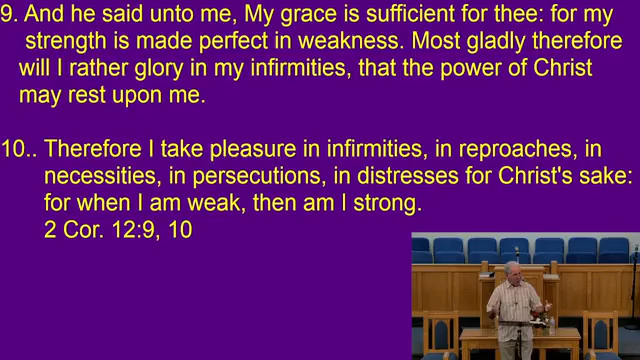 9. And he said unto me, My grace is sufficient for thee: for my
strength is made perfect in weakness. Most gladly therefore
will I rather glory in my infirmities, that the power of Christ
may rest upon me.
10.. Therefore I take pleasure in infirmities, in reproaches, in
necessities, in persecutions, in distresses for Christ's sake:
for when I am weak, then am I strong.
2 Cor. 12:9, 10